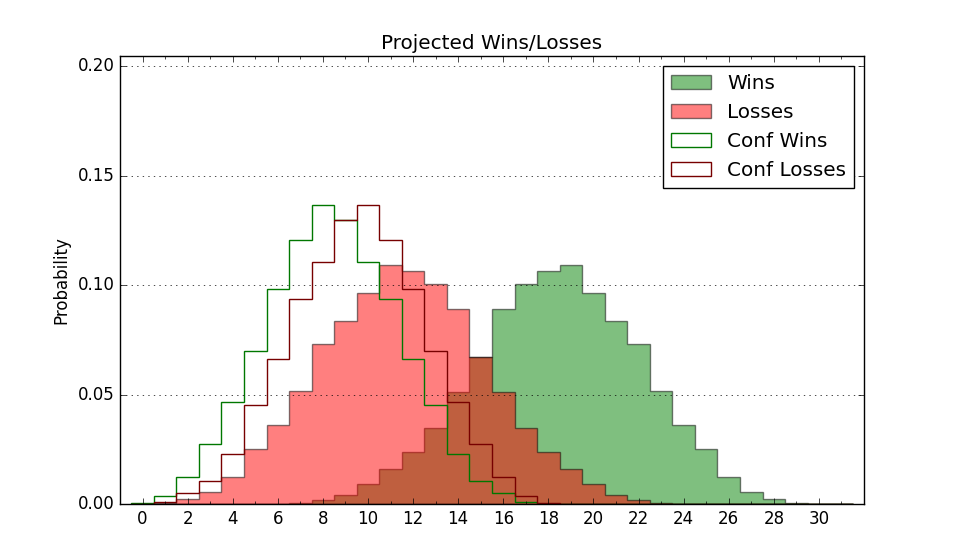 Projected Wins/Losses
0.20
0.15
0.10
0.05
0.00
Probability
Wins
Losses
Conf Wins
Conf Losses
0 2 4 6 8 10 12 14 16 18 20 22 24 26 28 30